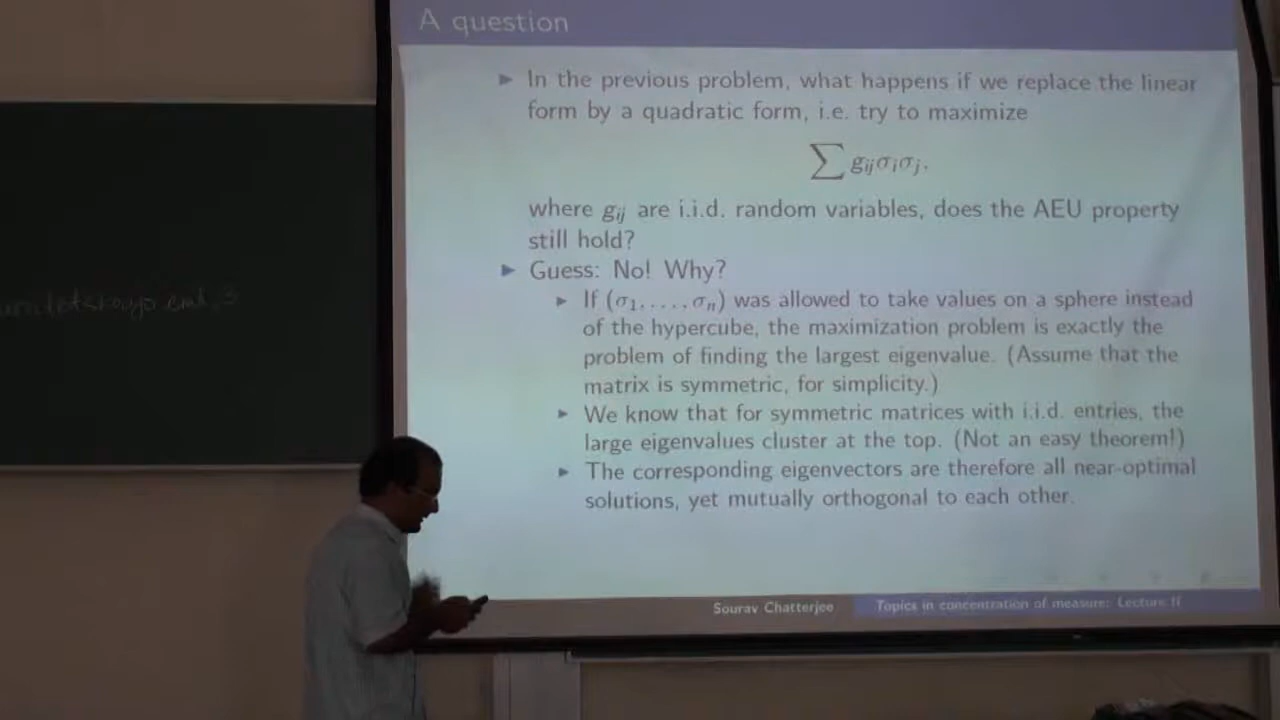 A question
► In the previous problem, what happens if we replace the linear
form by a quadratic form, i.e. try to maximize
∑ gᵢⱼσᵢσⱼ,
where gᵢⱼ are i.i.d. random variables, does the AEU property
still hold?
► Guess: No! Why?
► If (σ₁, . . . , σₙ) was allowed to take values on a sphere instead
of the hypercube, the maximization problem is exactly the
problem of finding the largest eigenvalue. (Assume that the
matrix is symmetric, for simplicity.)
► We know that for symmetric matrices with i.i.d. entries, the
large eigenvalues cluster at the top. (Not an easy theorem!)
► The corresponding eigenvectors are therefore all near-optimal
solutions, yet mutually orthogonal to each other.
Sourav Chatterjee Topics in concentration of measure: Lecture II